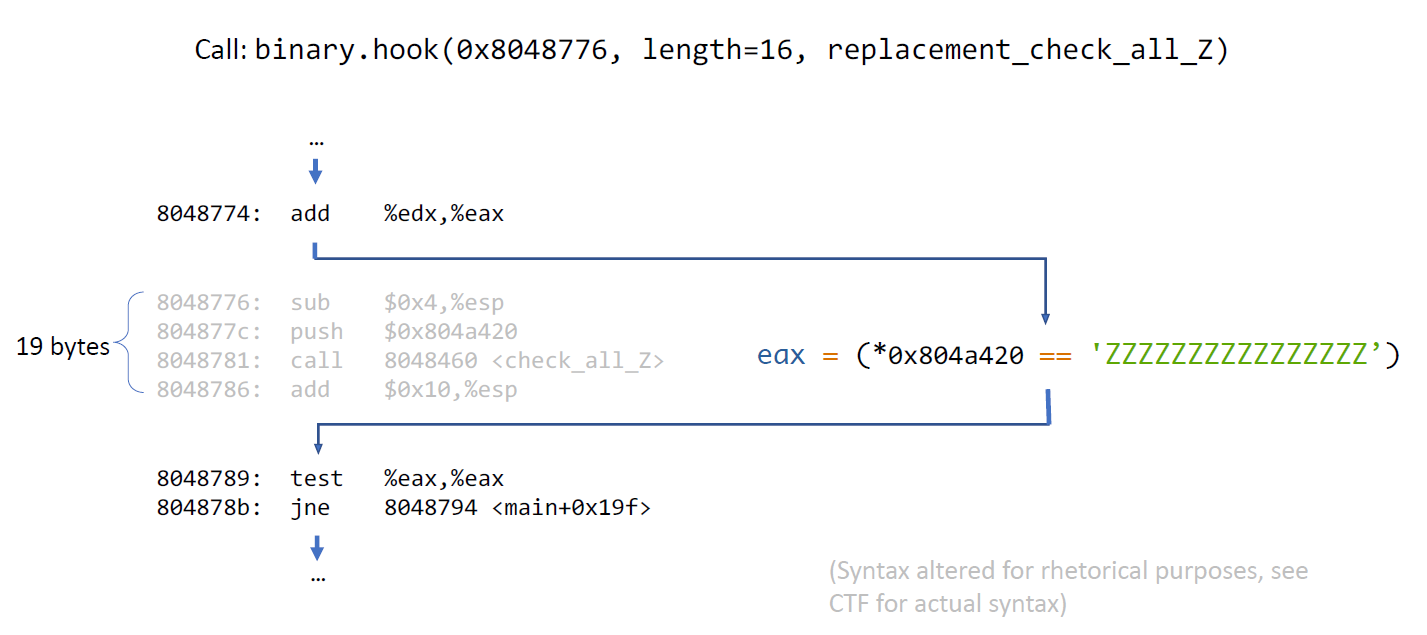 Call: binary.hook(0x8048776, length=16, replacement_check_all_Z)
…
8048774: add %edx,%eax
8048776: sub $0x4,%esp
804877c: push $0x804a420
8048781: call 8048460 <check_all_Z>
8048786: add $0x10,%esp
19 bytes
eax = (*0x804a420 == 'ZZZZZZZZZZZZZZZZ’)
8048789: test %eax,%eax
804878b: jne 8048794 <main+0x19f>
…
(Syntax altered for rhetorical purposes, see
CTF for actual syntax)